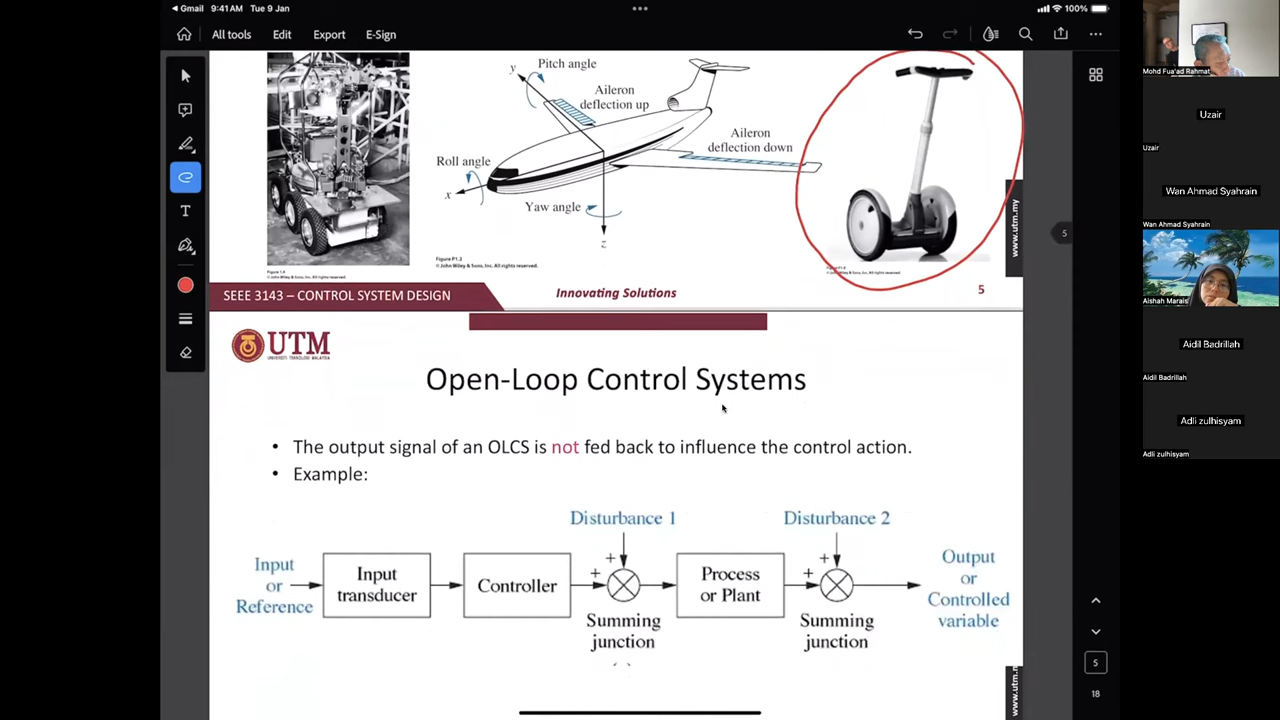 Gmail 9:41 AM Tue 9 Jan
100%
All tools Edit Export E-Sign
y
Pitch angle
Aileron
deflection up
Aileron
deflection down
Roll angle
x
Yaw angle
z
Figure P1.3
© John Wiley & Sons, Inc. All rights reserved.
© John Wiley & Sons, Inc. All rights reserved.
www.utm.my
5
SEEE 3143 – CONTROL SYSTEM DESIGN
Innovating Solutions
5
UTM
UNIVERSITI TEKNOLOGI MALAYSIA
Open-Loop Control Systems
• The output signal of an OLCS is not fed back to influence the control action.
• Example:
Disturbance 1
Disturbance 2
Input
or
Reference
Input
transducer
Controller
+
+
Summing
junction
Process
or Plant
+
+
Summing
junction
Output
or
Controlled
variable
www.utm.n
5
18
T
Mohd Fua'ad Rahmat
Uzair
Uzair
Wan Ahmad Syahrain
Wan Ahmad Syahrain
Aishah Marais
Aidil Badrillah
Aidil Badrillah
Adli zulhisyam
Adli zulhisyam